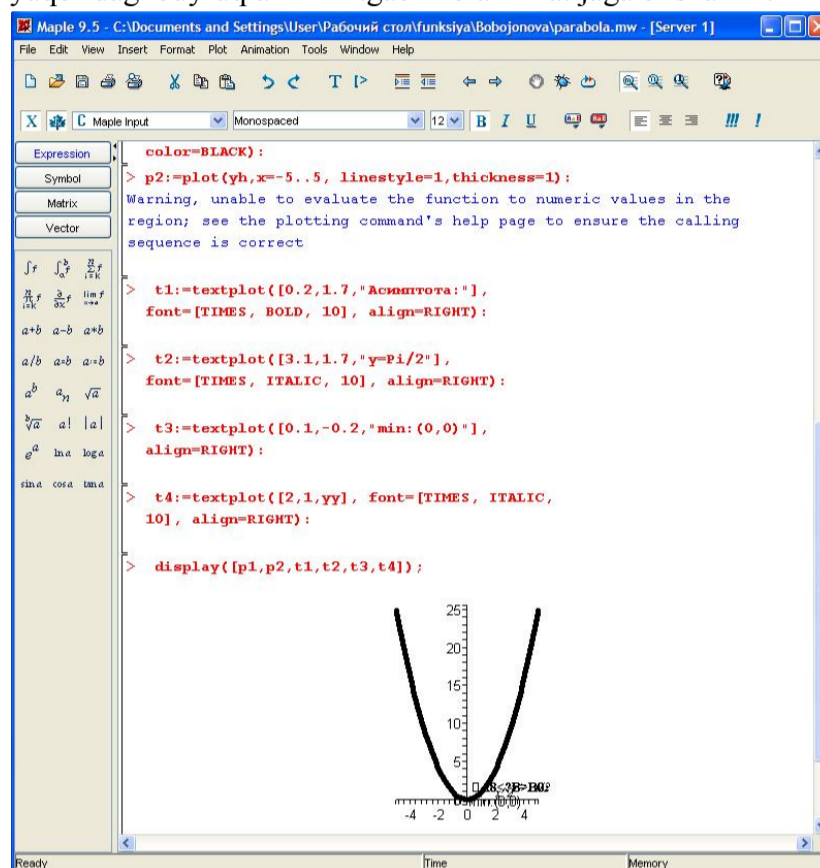 Maple 9.5 - C:\Documents and Settings\User\Рабочий стол\funksiya\Bobojonova\parabola.mw - [Server 1]
File Edit View Insert Format Plot Animation Tools Window Help
C Maple Input Monospaced 12 B I U !!! !
Expression
Symbol
Matrix
Vector
a+b a-b a*b
a/b a=b a:=b
a! |a|
ln a log a
sin a cos a tan a
color=BLACK):
> p2:=plot(yh,x=-5..5, linestyle=1,thickness=1):
Warning, unable to evaluate the function to numeric values in the
region; see the plotting command's help page to ensure the calling
sequence is correct
> t1:=textplot([0.2,1.7,"Асимптота:"],
font=[TIMES, BOLD, 10], align=RIGHT):
> t2:=textplot([3.1,1.7,"y=Pi/2"],
font=[TIMES, ITALIC, 10], align=RIGHT):
> t3:=textplot([0.1,-0.2,"min:(0,0)"],
align=RIGHT):
> t4:=textplot([2,1,yy], font=[TIMES, ITALIC,
10], align=RIGHT):
> display([p1,p2,t1,t2,t3,t4]);
25
20
15
10
5
-4 -2 0 2 4
Ready Time Memory